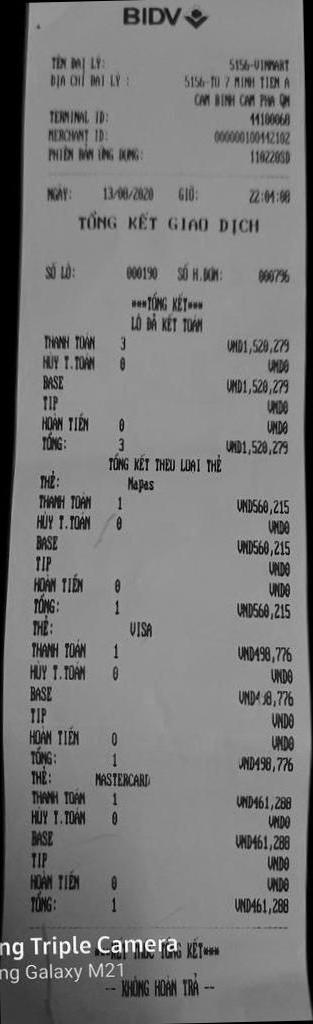 BIDV
TÊN ĐẠI LÝ: 5156-VINMART
ĐỊA CHỈ ĐẠI LÝ : 5156-TỔ 7 MINH TIEN A
CAM BINH CAM PHA QN
TERMINAL ID: 44100060
MERCHANT ID: 000000100442102
PHIÊN BẢN ỨNG DỤNG: 110220SD
NGÀY: 13/08/2020 GIỜ: 22:04:08
TỔNG KẾT GIAO DỊCH
SỐ LÔ: 000190 SỐ H.ĐƠN: 000796
***TỔNG KẾT***
LÔ ĐÃ KẾT TOÁN
THANH TOÁN 3 VND1,520,279
HỦY T.TOÁN 0 VND0
BASE VND1,520,279
TIP VND0
HOÀN TIỀN 0 VND0
TỔNG: 3 VND1,520,279
TỔNG KẾT THEO LOẠI THẺ
THẺ: Napas
THANH TOÁN 1 VND560,215
HỦY T.TOÁN 0 VND0
BASE VND560,215
TIP VND0
HOÀN TIỀN 0 VND0
TỔNG: 1 VND560,215
THẺ: VISA
THANH TOÁN 1 VND498,776
HỦY T.TOÁN 0 VND0
BASE VND498,776
TIP VND0
HOÀN TIỀN 0 VND0
TỔNG: 1 VND498,776
THẺ: MASTERCARD
THANH TOÁN 1 VND461,288
HỦY T.TOÁN 0 VND0
BASE VND461,288
TIP VND0
HOÀN TIỀN 0 VND0
TỔNG: 1 VND461,288
***KẾT THÚC TỔNG KẾT***
ng Triple Camera
ng Galaxy M21
-- KHÔNG HOÀN TRẢ --